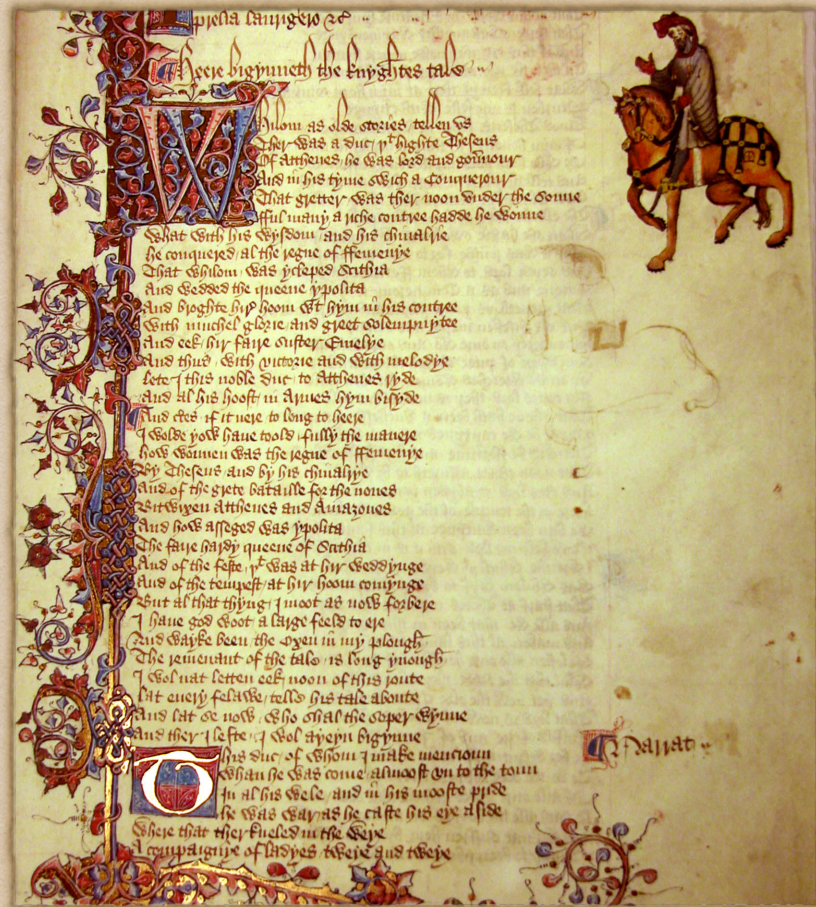 prelia laurigero &c̃
Heere bigynneth the knyghtes tale
Whilom as olde stories tellen vs
Ther was a duc þᵗ highte Theseus
Of Atthenes he was lord and gou̾nour
And in his tyme swich a Conquerour
That gretter was ther noon vnder the sonne
fful many a riche contree hadde he wonne
What with his wysdom and his chiualrie
he conquered al the regne of ffemenye
That whilom was ycleped Scithia
And wedded the queene ypolita
And broghte hir̾ hoom wᵗ hym in his contree
with muchel glorie and greet solempnytee
And eek hir faire suster Emelye
And thus with victorie and with melodye
lete I this noble duc to Atthenes ryde
And al his hoost in Armes hym bisyde
And certes if it nere to long to heere
I wolde yow haue toold fully the manere
how wonnen was the regne of ffemenye
By Theseus and by his chiualrye
And of the grete bataille for the nones
Bitwixen Atthenes and Amazones
And how asseged was ypolita
The faire hardy queene of Scithia
And of the feste þᵗ was at hir weddynge
And of the tempest at hir hoom comynge
But al that thyng I moot as now forbere
I haue god woot a large feeld to ere
And wayke been the Oxen in my plough
The remenant of the tale is long ynough
I wol nat letten eek noon of this route
lat euery felawe telle his tale aboute
And lat se now who shal the soper wynne
And ther I lefte I wol ayeyn bigynne
This duc of whom I make mencioun
whan he was come almoost vn to the toun
In al his wele and in his mooste pride
he was war as he caste his eye aside
Where that ther kneled in the weye
A compaignye of ladyes tweye and tweye
Narrat